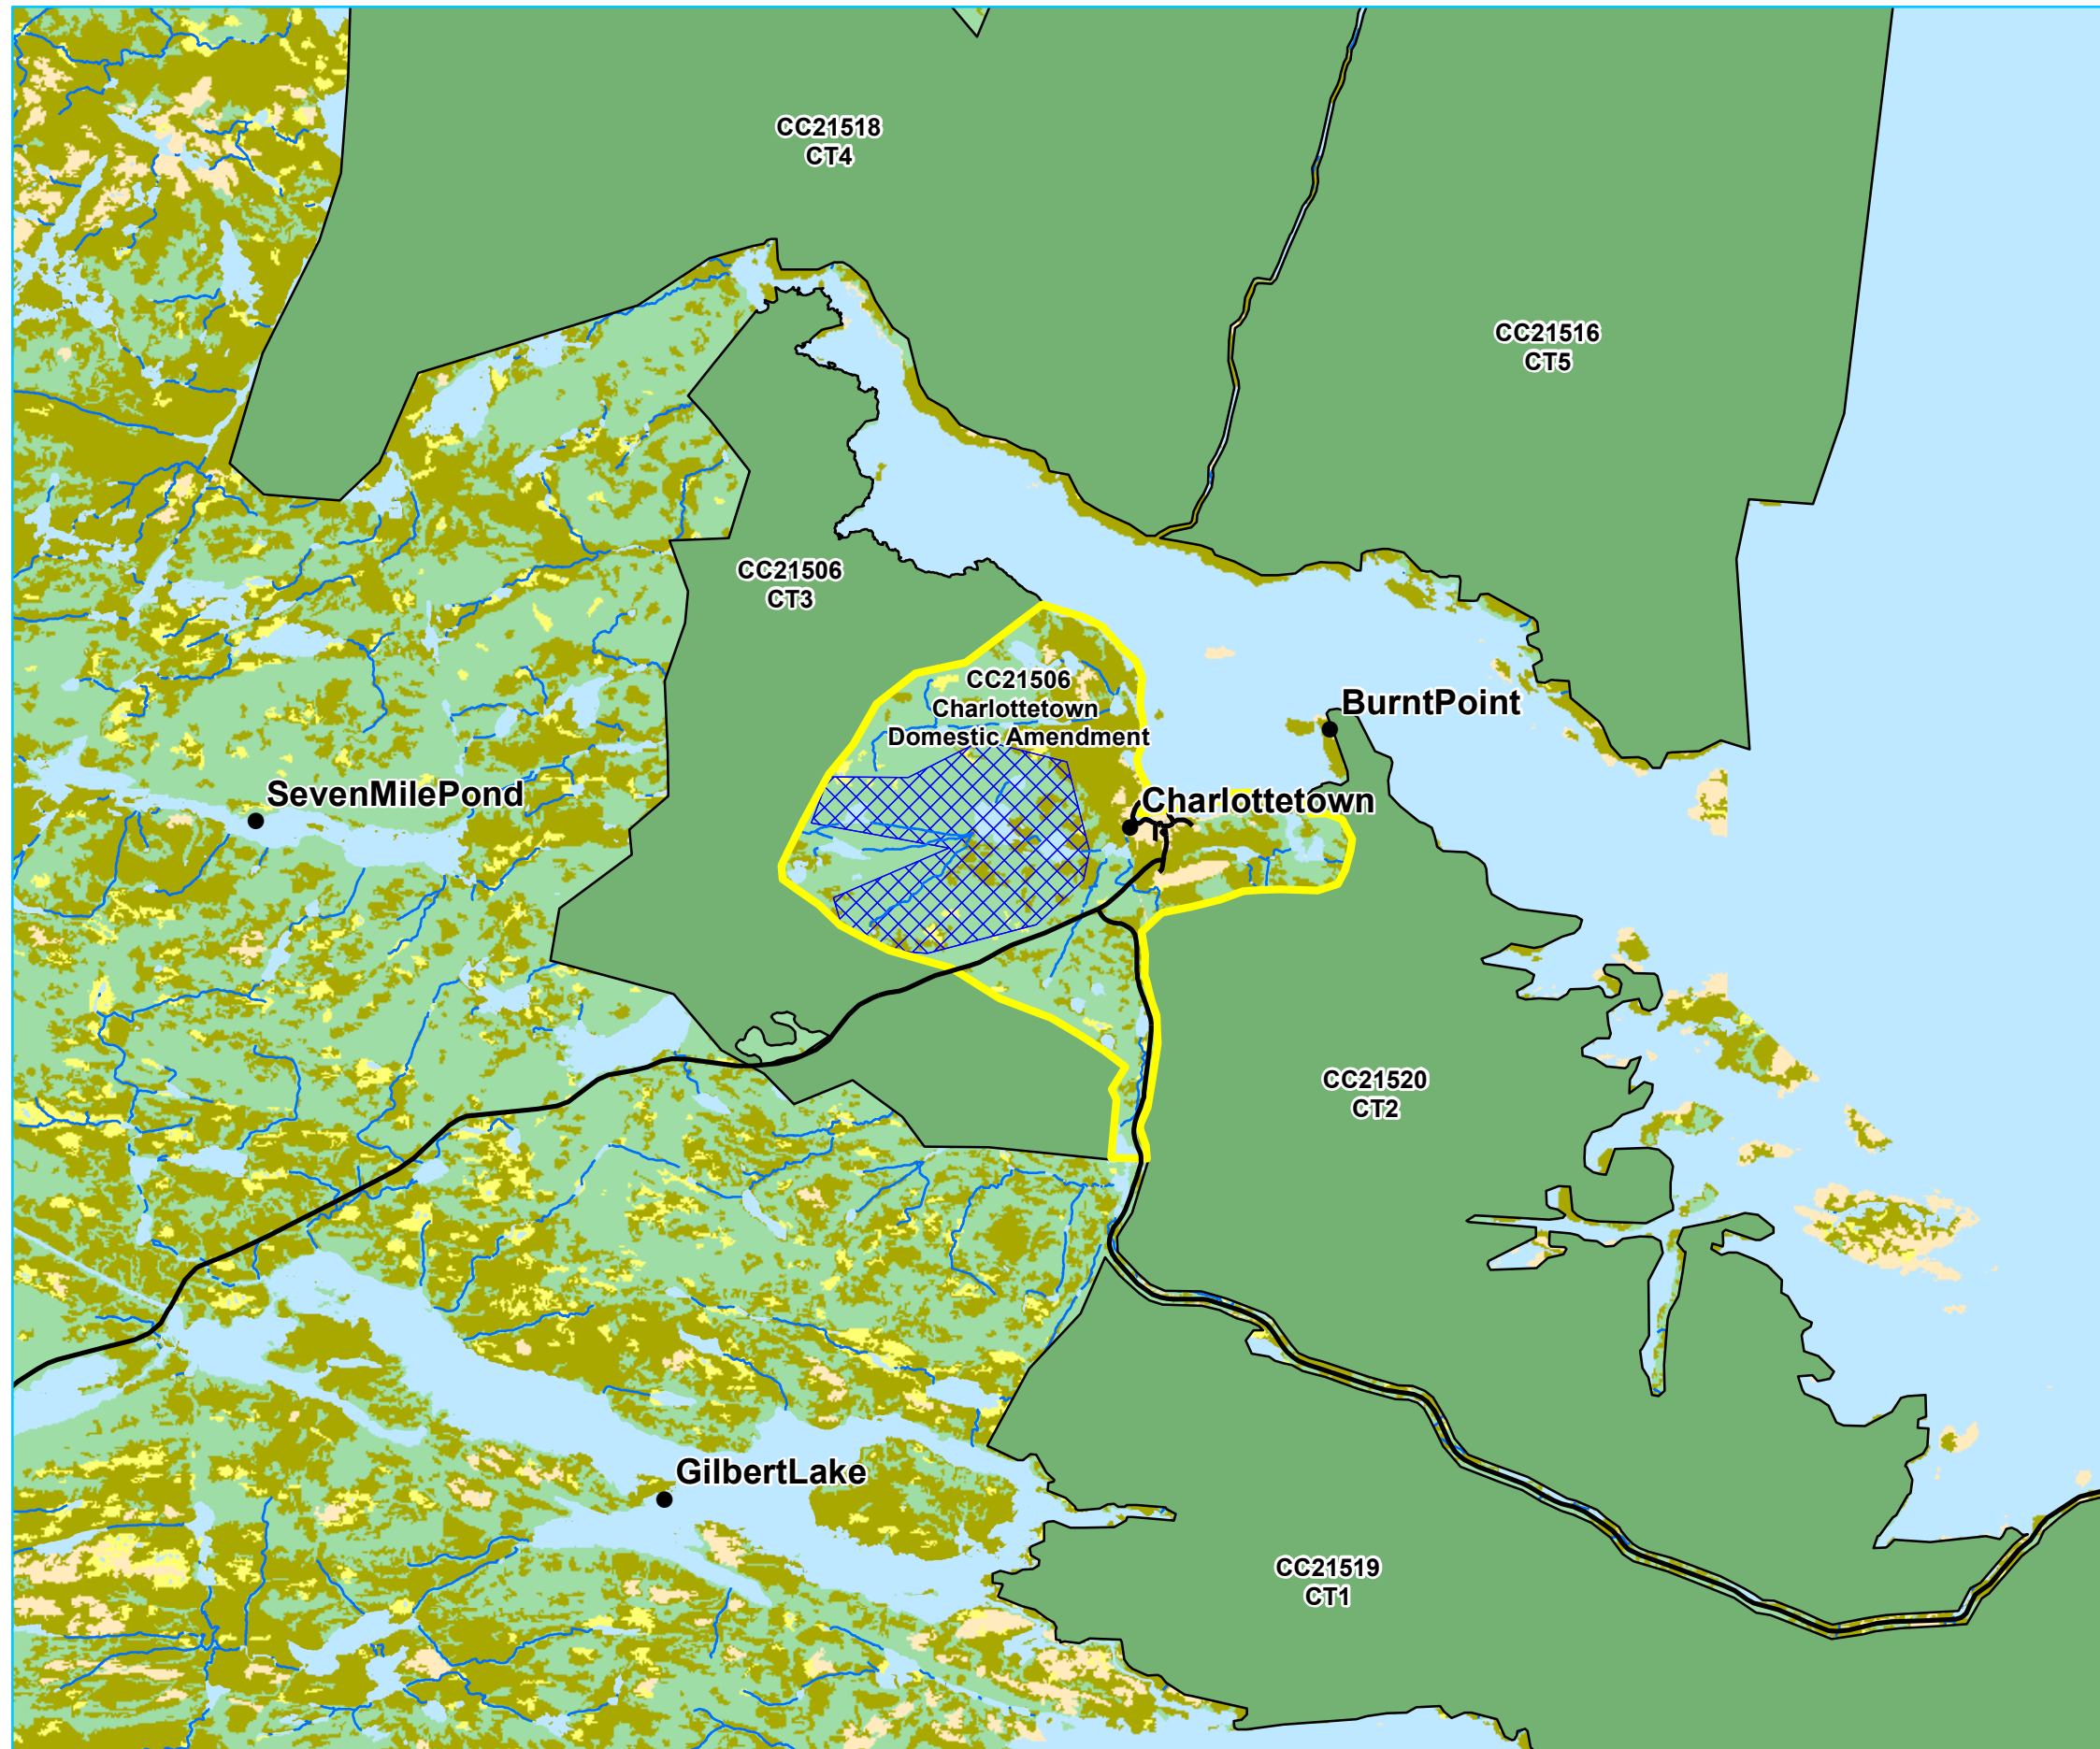 CC21518
CT4
CC21516
CT5
CC21506
CT3
CC21506
Charlottetown
Domestic Amendment
BurntPoint
SevenMilePond
Charlottetown
CC21520
CT2
GilbertLake
CC21519
CT1